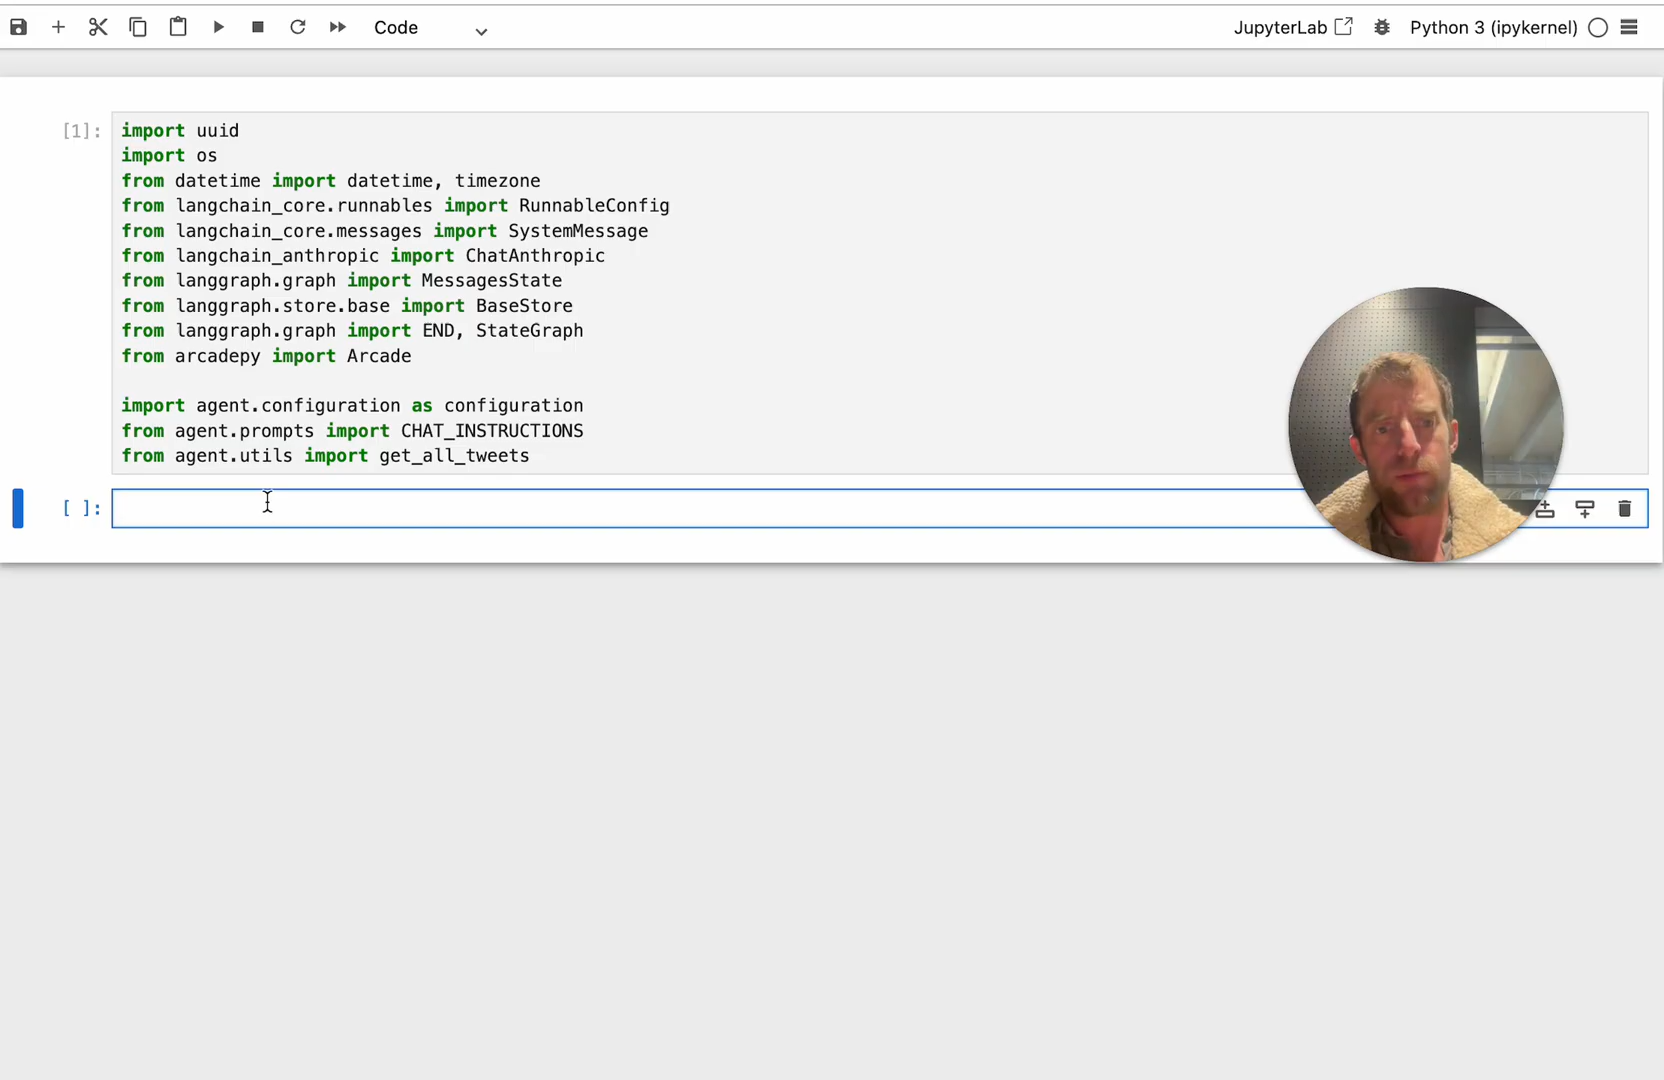 Code
JupyterLab
Python 3 (ipykernel)
[1]:
import uuid
import os
from datetime import datetime, timezone
from langchain_core.runnables import RunnableConfig
from langchain_core.messages import SystemMessage
from langchain_anthropic import ChatAnthropic
from langgraph.graph import MessagesState
from langgraph.store.base import BaseStore
from langgraph.graph import END, StateGraph
from arcadepy import Arcade
import agent.configuration as configuration
from agent.prompts import CHAT_INSTRUCTIONS
from agent.utils import get_all_tweets
[ ]: